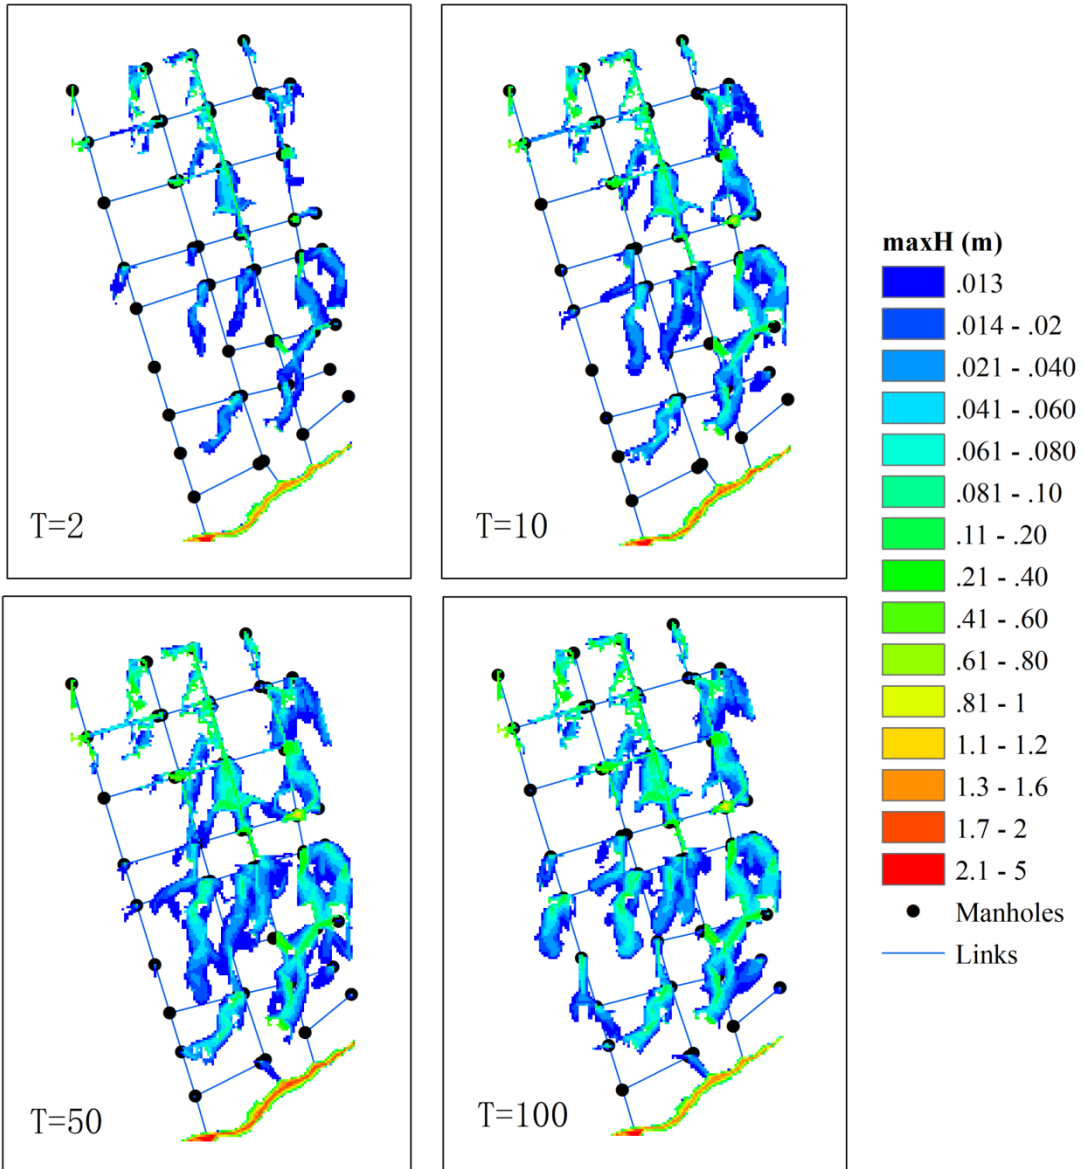 T=2
T=10
T=50
T=100
maxH (m)
.013
.014 - .02
.021 - .040
.041 - .060
.061 - .080
.081 - .10
.11 - .20
.21 - .40
.41 - .60
.61 - .80
.81 - 1
1.1 - 1.2
1.3 - 1.6
1.7 - 2
2.1 - 5
Manholes
Links